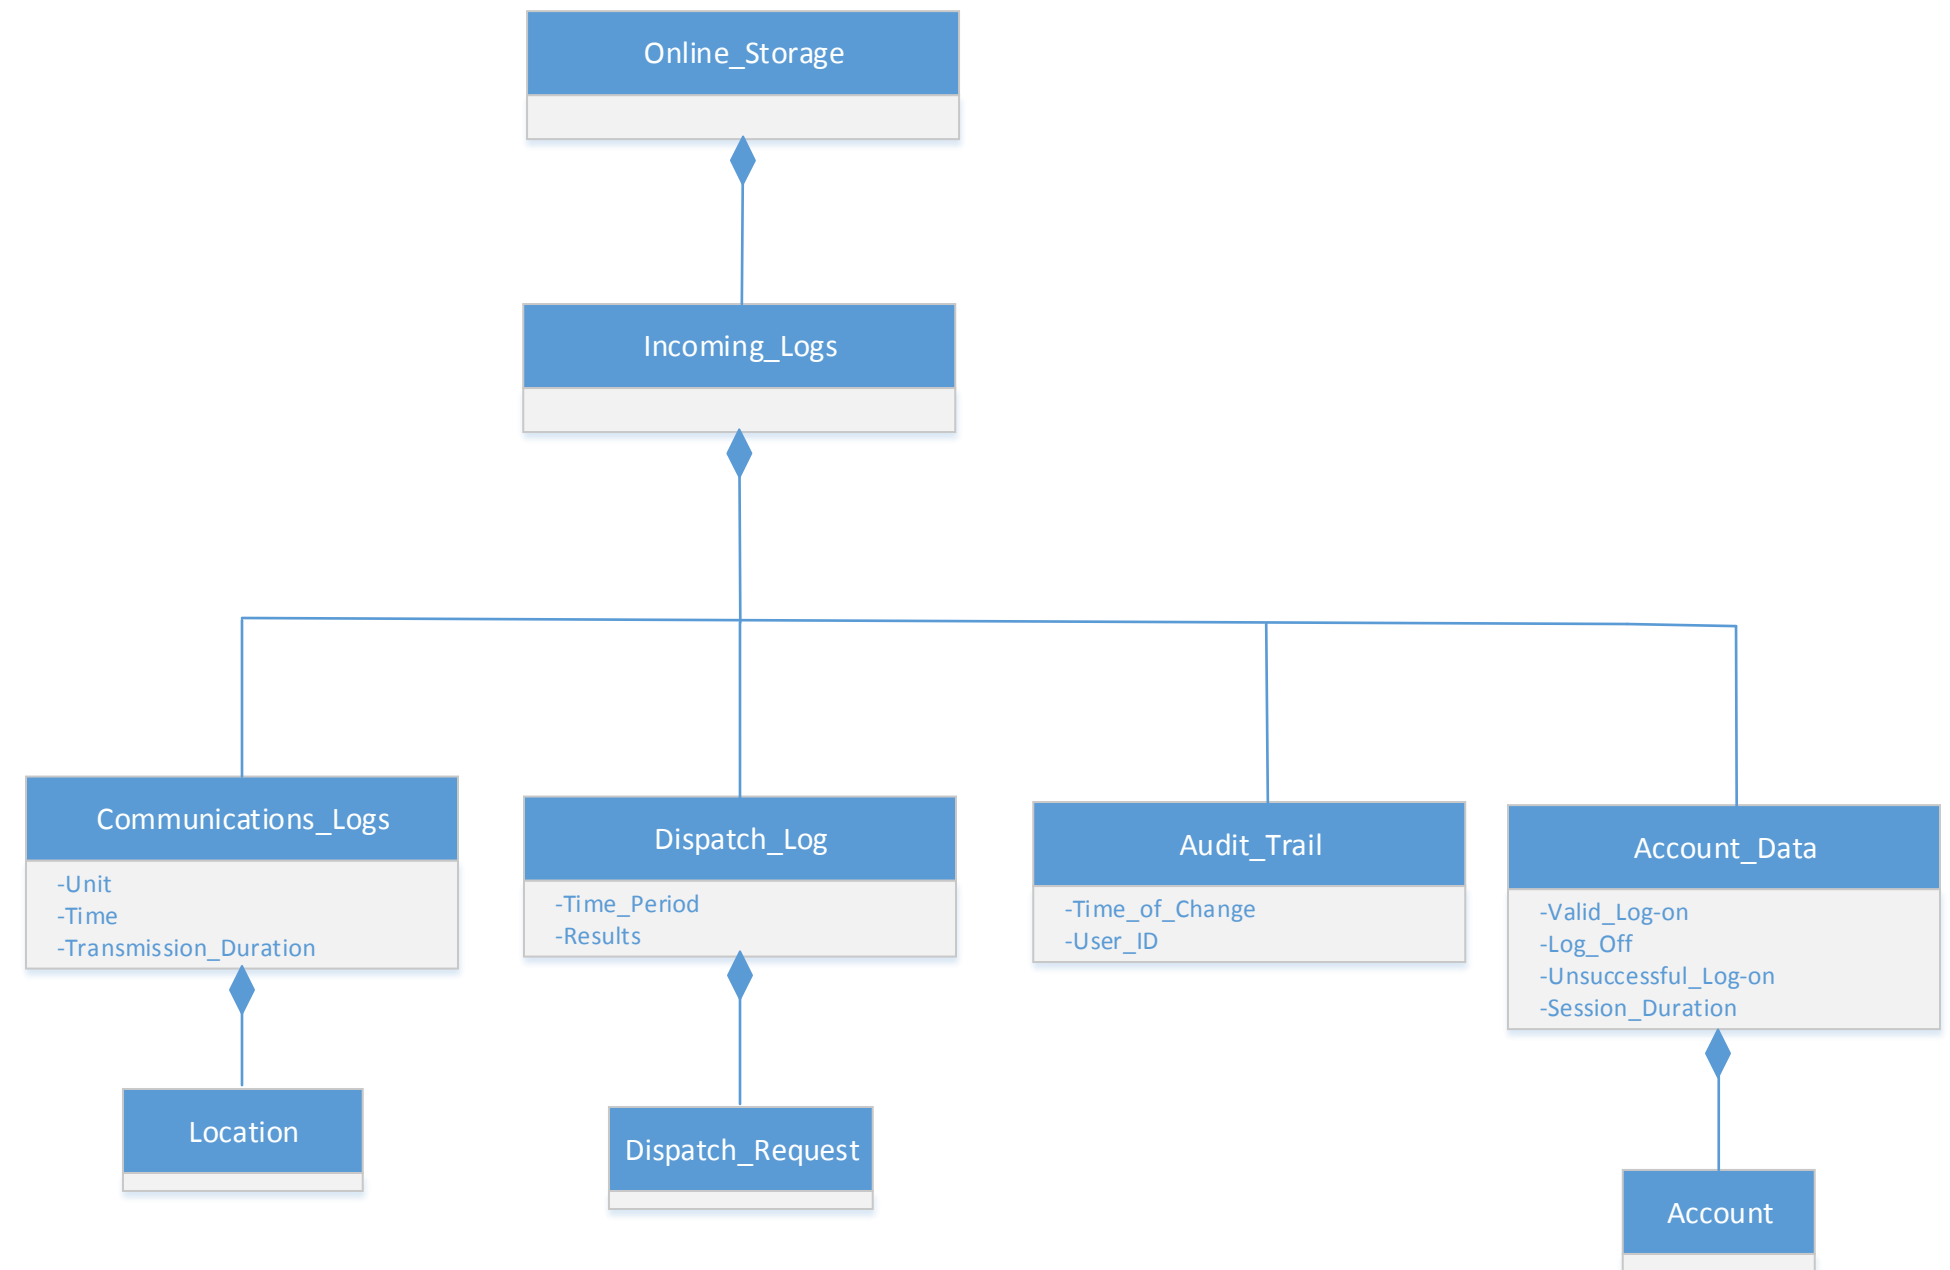 Online_Storage
Incoming_Logs
Communications_Logs
-Unit
-Time
-Transmission_Duration
Dispatch_Log
-Time_Period
-Results
Audit_Trail
-Time_of_Change
-User_ID
Account_Data
-Valid_Log-on
-Log_Off
-Unsuccessful_Log-on
-Session_Duration
Location
Dispatch_Request
Account